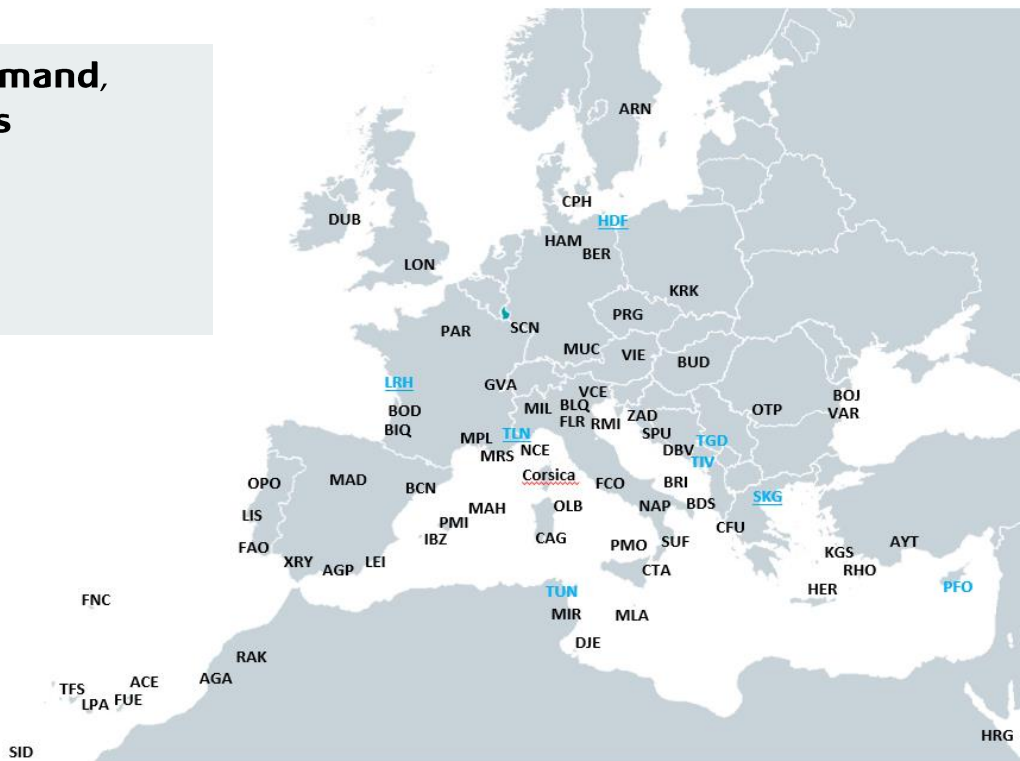 mand,
s
ARN
CPH
HDF
DUB
HAM
BER
LON
KRK
PRG
SCN
PAR
MUC
VIE
BUD
LRH
GVA
VCE
BOJ
MIL
BLQ
OTP
BOD
VAR
ZAD
FLR
RMI
BIQ
TLN
SPU
MPL
TGD
NCE
DBV
MRS
TIV
Corsica
MAD
OPO
FCO
BRI
BCN
SKG
MAH
OLB
NAP
BDS
LIS
PMI
CFU
IBZ
CAG
SUF
AYT
FAO
PMO
KGS
XRY
AGP
LEI
CTA
RHO
HER
PFO
TUN
FNC
MIR
MLA
DJE
RAK
AGA
ACE
TFS
FUE
LPA
HRG
SID